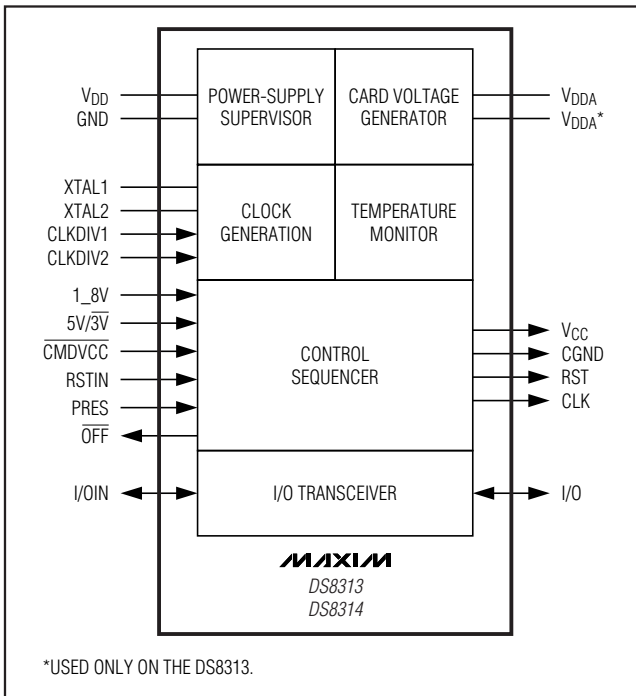 V_DD
GND
POWER-SUPPLY
SUPERVISOR
CARD VOLTAGE
GENERATOR
V_DDA
V_DDA*
XTAL1
XTAL2
CLKDIV1
CLKDIV2
CLOCK
GENERATION
TEMPERATURE
MONITOR
1_8V
5V/3V̅
C̅M̅D̅V̅C̅C̅
RSTIN
PRES
O̅F̅F̅
CONTROL
SEQUENCER
V_CC
CGND
RST
CLK
I/OIN
I/O TRANSCEIVER
I/O
MAXIM
DS8313
DS8314
*USED ONLY ON THE DS8313.